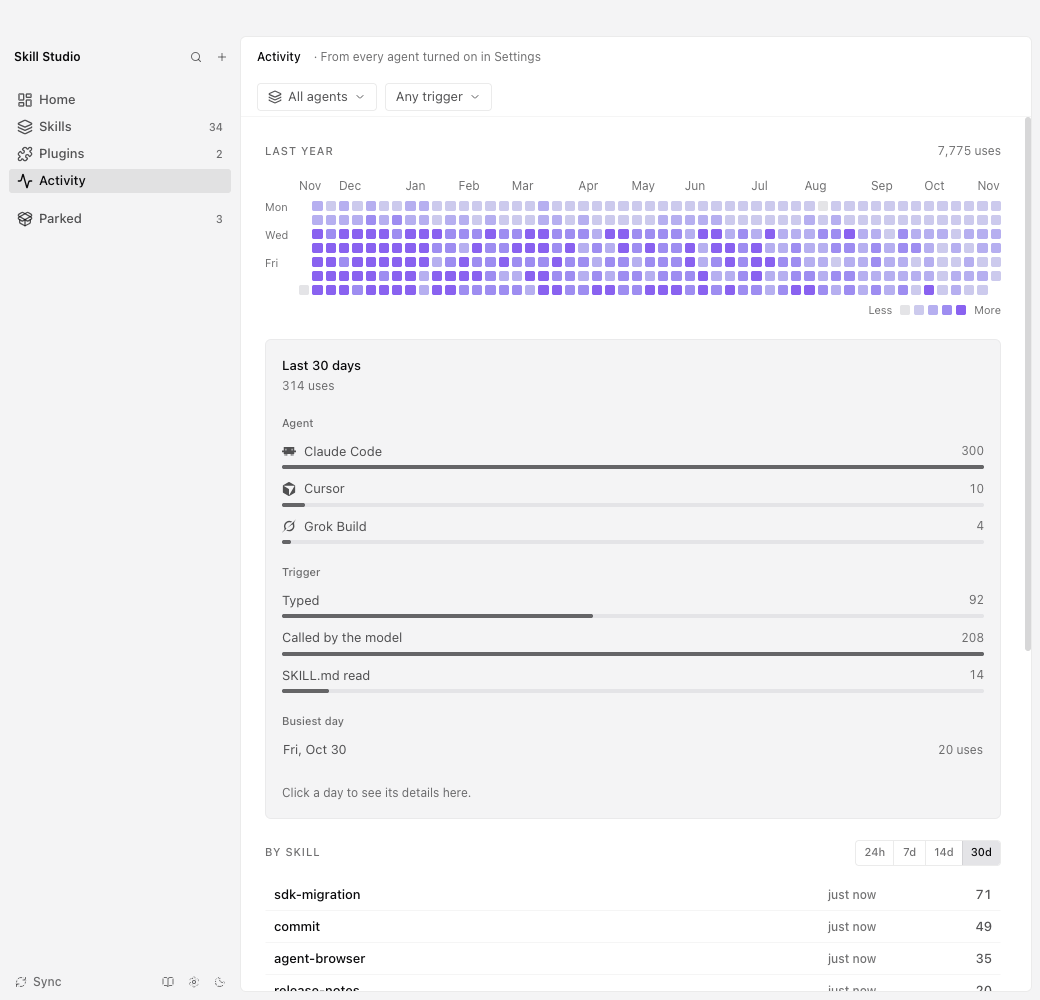 Skill Studio
Home
Skills 34
Plugins 2
Activity
Parked 3
Sync
Activity · From every agent turned on in Settings
All agents Any trigger
LAST YEAR 7,775 uses
Nov Dec Jan Feb Mar Apr May Jun Jul Aug Sep Oct Nov
Mon
Wed
Fri
Less More
Last 30 days
314 uses
Agent
Claude Code 300
Cursor 10
Grok Build 4
Trigger
Typed 92
Called by the model 208
SKILL.md read 14
Busiest day
Fri, Oct 30 20 uses
Click a day to see its details here.
BY SKILL 24h 7d 14d 30d
sdk-migration just now 71
commit just now 49
agent-browser just now 35
release-notes just now 20